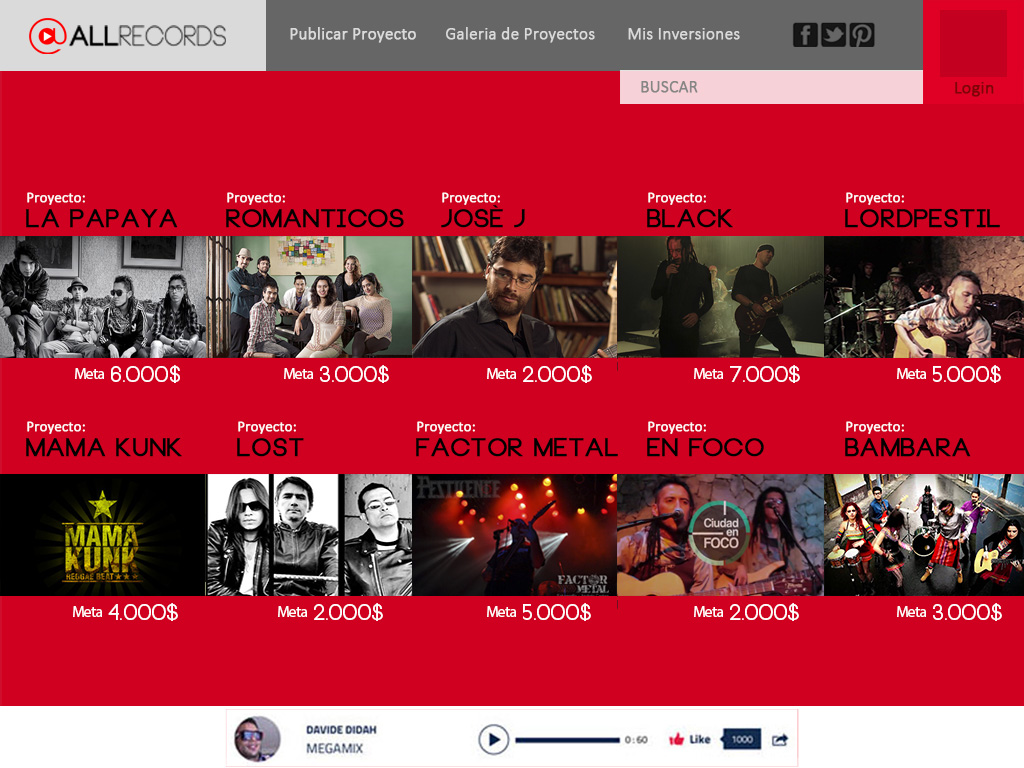 @ALLRECORDS
Publicar Proyecto Galeria de Proyectos Mis Inversiones
BUSCAR
Login
Proyecto: Proyecto: Proyecto: Proyecto: Proyecto:
LA PAPAYA ROMANTICOS JOSÈ J BLACK LORDPESTIL
Meta 6.000$ Meta 3.000$ Meta 2.000$ Meta 7.000$ Meta 5.000$
Proyecto: Proyecto: Proyecto: Proyecto: Proyecto:
MAMA KUNK LOST FACTOR METAL EN FOCO BAMBARA
PESTILENCE
MAMA
KUNK
REGGAE BEAT
Ciudad
en
FOCO
FACTOR
METAL
Meta 4.000$ Meta 2.000$ Meta 5.000$ Meta 2.000$ Meta 3.000$
DAVIDE DIDAH
MEGAMIX
0:60
Like
1000